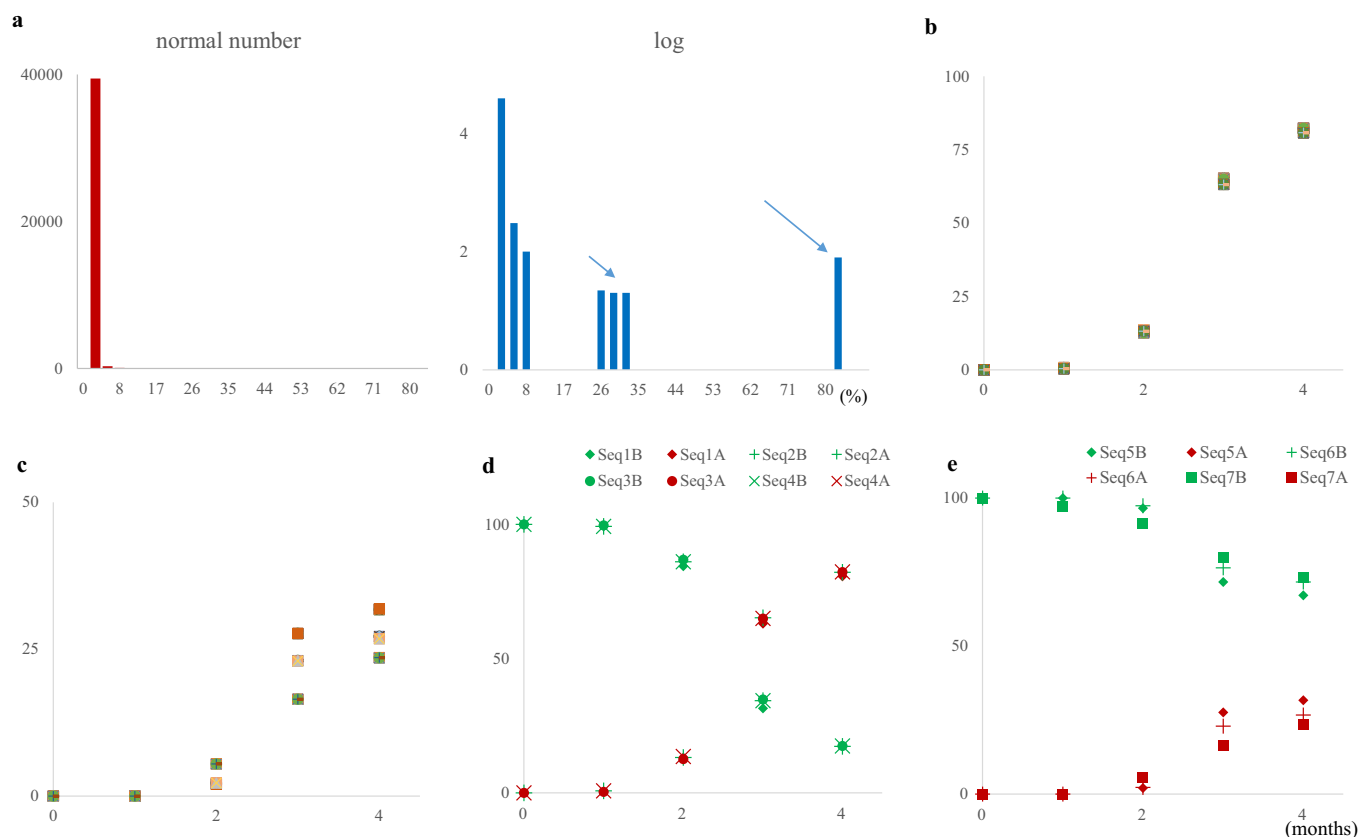 a
normal number
40000
20000
0
0 8 17 26 35 44 53 62 71 80
log
4
2
0
0 8 26 35 44 53 62 71 80 (%)
b
100
75
50
25
0
0 2 4
c
50
25
0
0 2 4
d
Seq1B Seq1A Seq2B Seq2A
Seq3B Seq3A Seq4B Seq4A
100
50
0
0 2 4
e
Seq5B Seq5A Seq6B
Seq6A Seq7B Seq7A
100
50
0
0 2 4
(months)